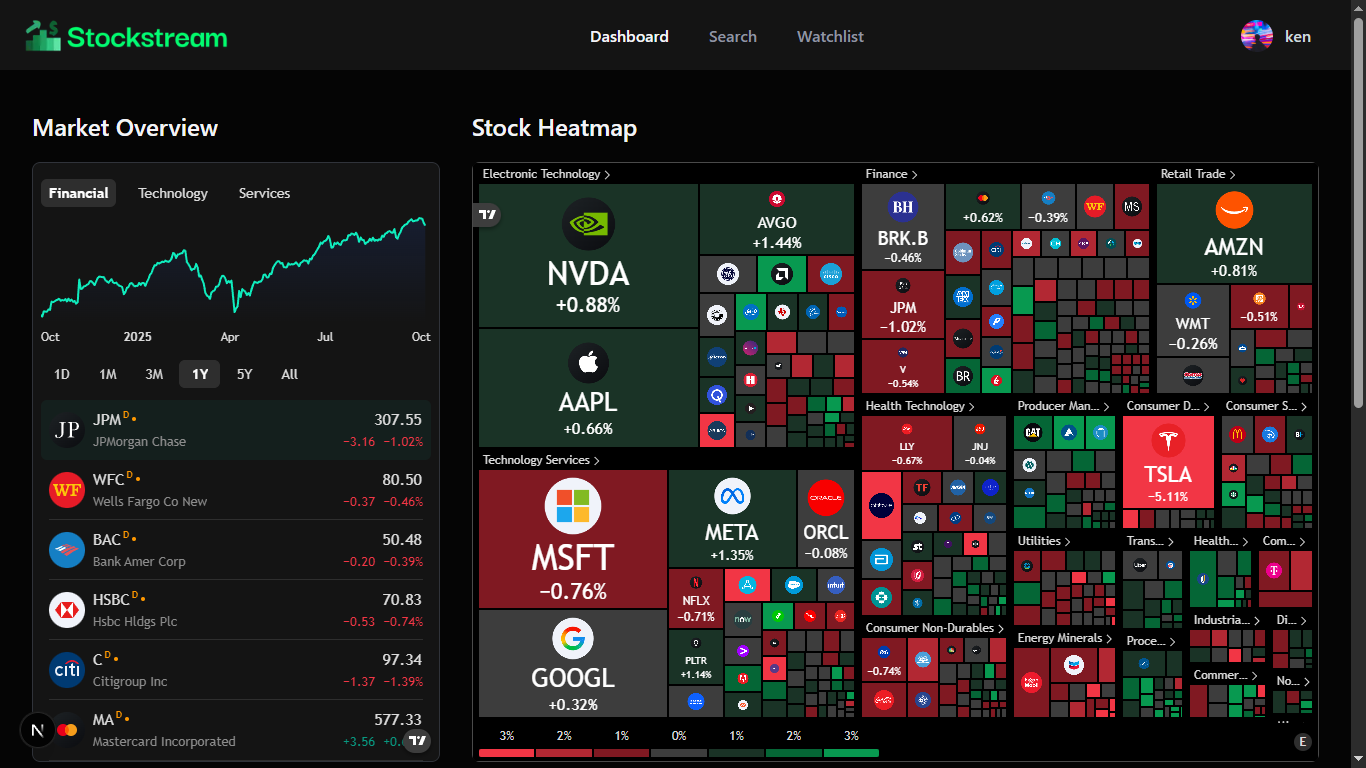 Stockstream
Dashboard Search Watchlist
ken
Market Overview
Financial Technology Services
Oct 2025 Apr Jul Oct
1D 1M 3M 1Y 5Y All
JP JPM D 307.55
JPMorgan Chase −3.16 −1.02%
WF WFC D 80.50
Wells Fargo Co New −0.37 −0.46%
BAC D 50.48
Bank Amer Corp −0.20 −0.39%
HSBC D 70.83
Hsbc Hldgs Plc −0.53 −0.74%
citi C D 97.34
Citigroup Inc −1.37 −1.39%
N MA D 577.33
Mastercard Incorporated +3.56
Stock Heatmap
Electronic Technology >
NVDA
+0.88%
AVGO
+1.44%
AAPL
+0.66%
Technology Services >
MSFT
−0.76%
META
+1.35%
ORACLE
ORCL
−0.08%
NFLX
−0.71%
intuit
now
PLTR
+1.14%
GOOGL
+0.32%
Finance >
BH
BRK.B
−0.46%
+0.62%
−0.39%
WF
MS
JPM
−1.02%
V
−0.54%
BR
Retail Trade >
AMZN
+0.81%
WMT
−0.26%
−0.51%
Health Technology >
LLY
−0.67%
JNJ
−0.04%
TF
Producer Man... >
CAT
Consumer D... >
TSLA
−5.11%
Consumer S... >
Utilities >
Trans... >
Uber
Health... >
Com... >
Consumer Non-Durables >
−0.74%
Energy Minerals >
Proce... >
Industria... >
Di... >
Commer... >
No... >
...
3% 2% 1% 0% 1% 2% 3%
E